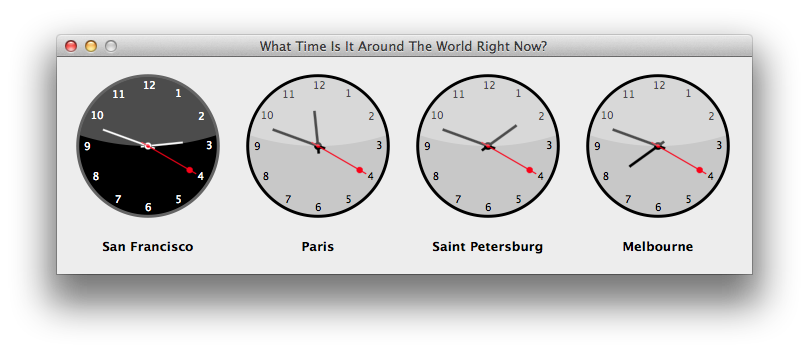 What Time Is It Around The World Right Now?
12 1 2 3 4 5 6 7 8 9 10 11
12 1 2 3 4 5 6 7 8 9 10 11
12 1 2 3 4 5 6 7 8 9 10 11
12 1 2 3 4 5 6 7 8 9 10 11
San Francisco
Paris
Saint Petersburg
Melbourne